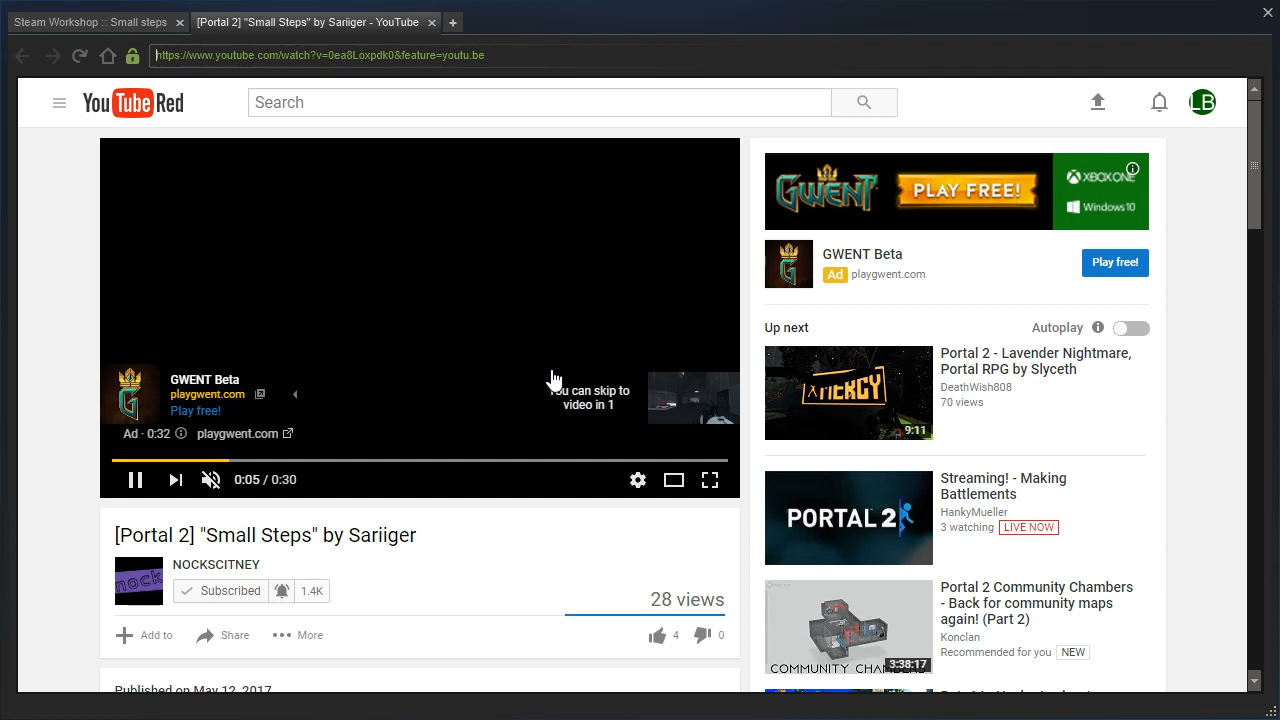 Steam Workshop :: Small steps
[Portal 2] "Small Steps" by Sariiger - YouTube
https://www.youtube.com/watch?v=0ea8Loxpdk0&feature=youtu.be
YouTube Red
Search
LB
GWENT
PLAY FREE!
XBOX ONE
Windows 10
GWENT Beta
Ad playgwent.com
Play free!
GWENT Beta
playgwent.com
Play free!
You can skip to
video in 1
Ad · 0:32 playgwent.com
0:05 / 0:30
[Portal 2] "Small Steps" by Sariiger
nock
NOCKSCITNEY
Subscribed 1.4K
28 views
Add to Share More
4 0
Published on May 12, 2017
Up next
Autoplay
MERCY
9:11
Portal 2 - Lavender Nightmare,
Portal RPG by Slyceth
DeathWish808
70 views
PORTAL 2
Streaming! - Making
Battlements
HankyMueller
3 watching LIVE NOW
COMMUNITY CHAMBERS
3:38:17
Portal 2 Community Chambers
- Back for community maps
again! (Part 2)
Konclan
Recommended for you NEW